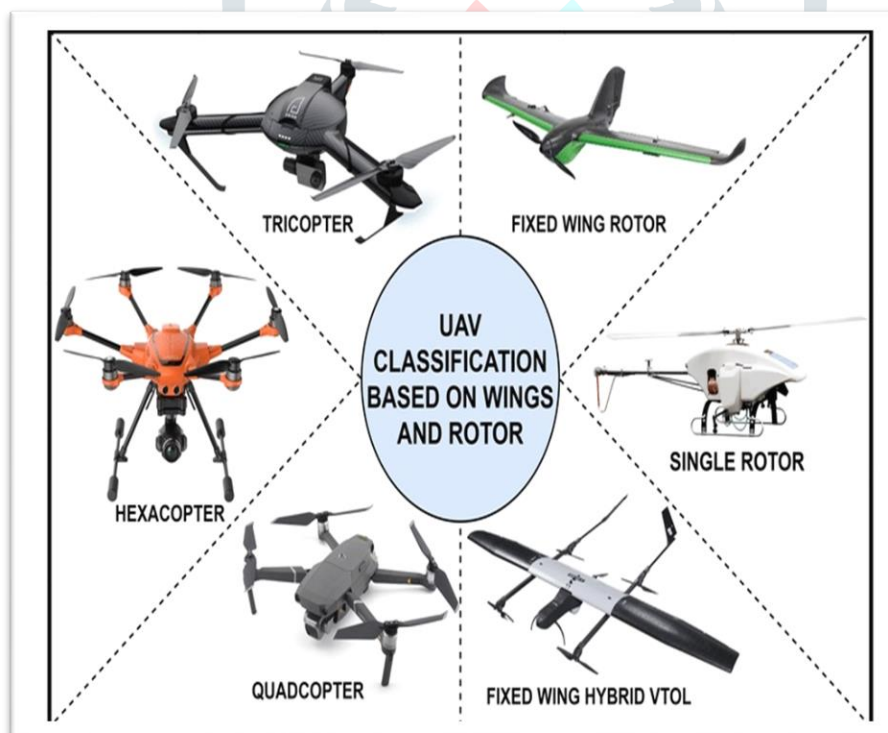 TRICOPTER
FIXED WING ROTOR
UAV
CLASSIFICATION
BASED ON WINGS
AND ROTOR
SINGLE ROTOR
HEXACOPTER
QUADCOPTER
FIXED WING HYBRID VTOL